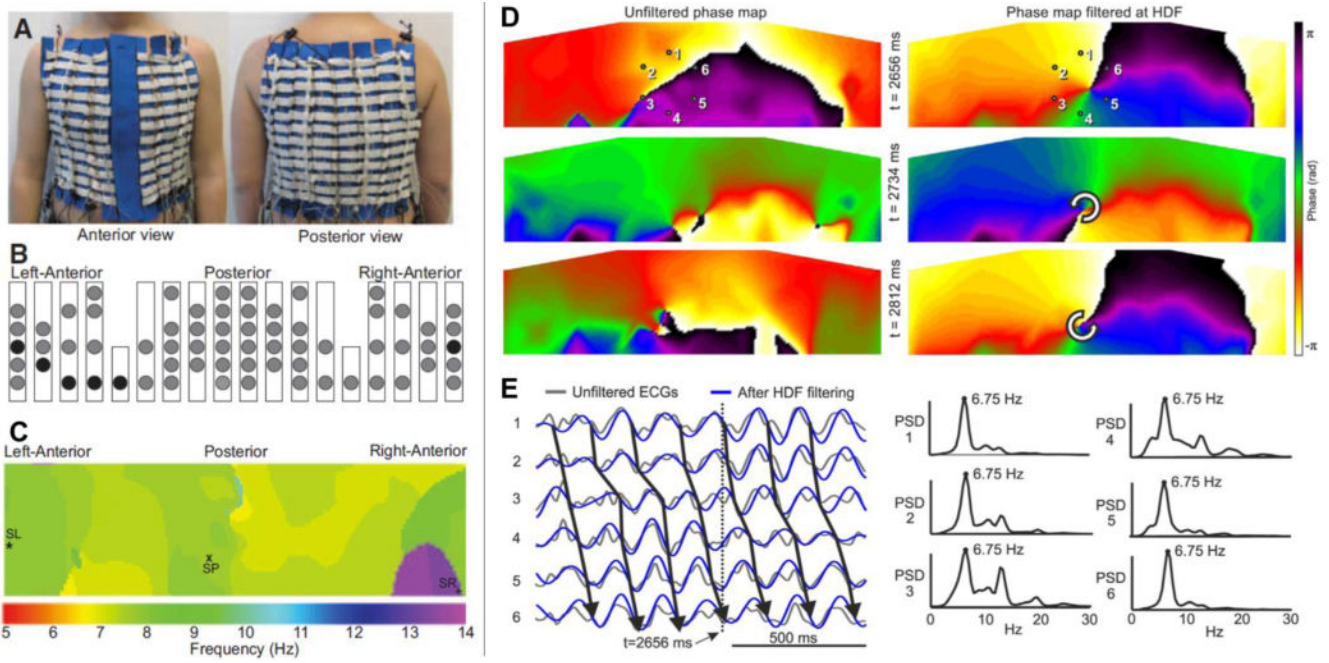 A
Anterior view
Posterior view
B
Left-Anterior
Posterior
Right-Anterior
C
Left-Anterior
Posterior
Right-Anterior
SL
*
x
SP
SR
*
5 6 7 8 9 10 11 12 13 14
Frequency (Hz)
D
Unfiltered phase map
Phase map filtered at HDF
1
2
3
4
5
6
t = 2656 ms
1
2
3
4
5
6
t = 2734 ms
t = 2812 ms
π
Phase (rad)
-π
E
Unfiltered ECGs
After HDF filtering
1
2
3
4
5
6
t=2656 ms
500 ms
PSD
1
6.75 Hz
PSD
2
6.75 Hz
PSD
3
6.75 Hz
0 10 20 30
Hz
PSD
4
6.75 Hz
PSD
5
6.75 Hz
PSD
6
6.75 Hz
0 10 20 30
Hz